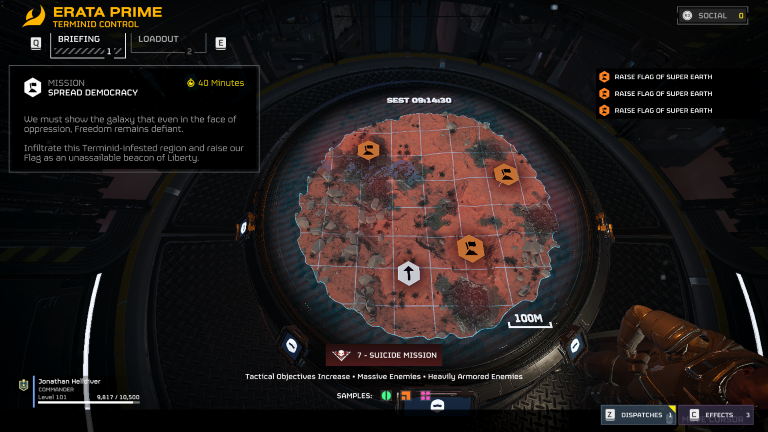 ERATA PRIME
TERMINID CONTROL
SOCIAL 0
Q BRIEFING 1 LOADOUT 2 E
MISSION
SPREAD DEMOCRACY
40 Minutes
We must show the galaxy that even in the face of
oppression, Freedom remains defiant.
Infiltrate this Terminid-infested region and raise our
Flag as an unassailable beacon of Liberty.
RAISE FLAG OF SUPER EARTH
RAISE FLAG OF SUPER EARTH
RAISE FLAG OF SUPER EARTH
SEST 09:14:30
100M
7 - SUICIDE MISSION
Tactical Objectives Increase • Massive Enemies • Heavily Armored Enemies
SAMPLES:
Jonathan Helldiver
COMMANDER
Level 101 9,817 / 10,500
Z DISPATCHES 1
C EFFECTS 3